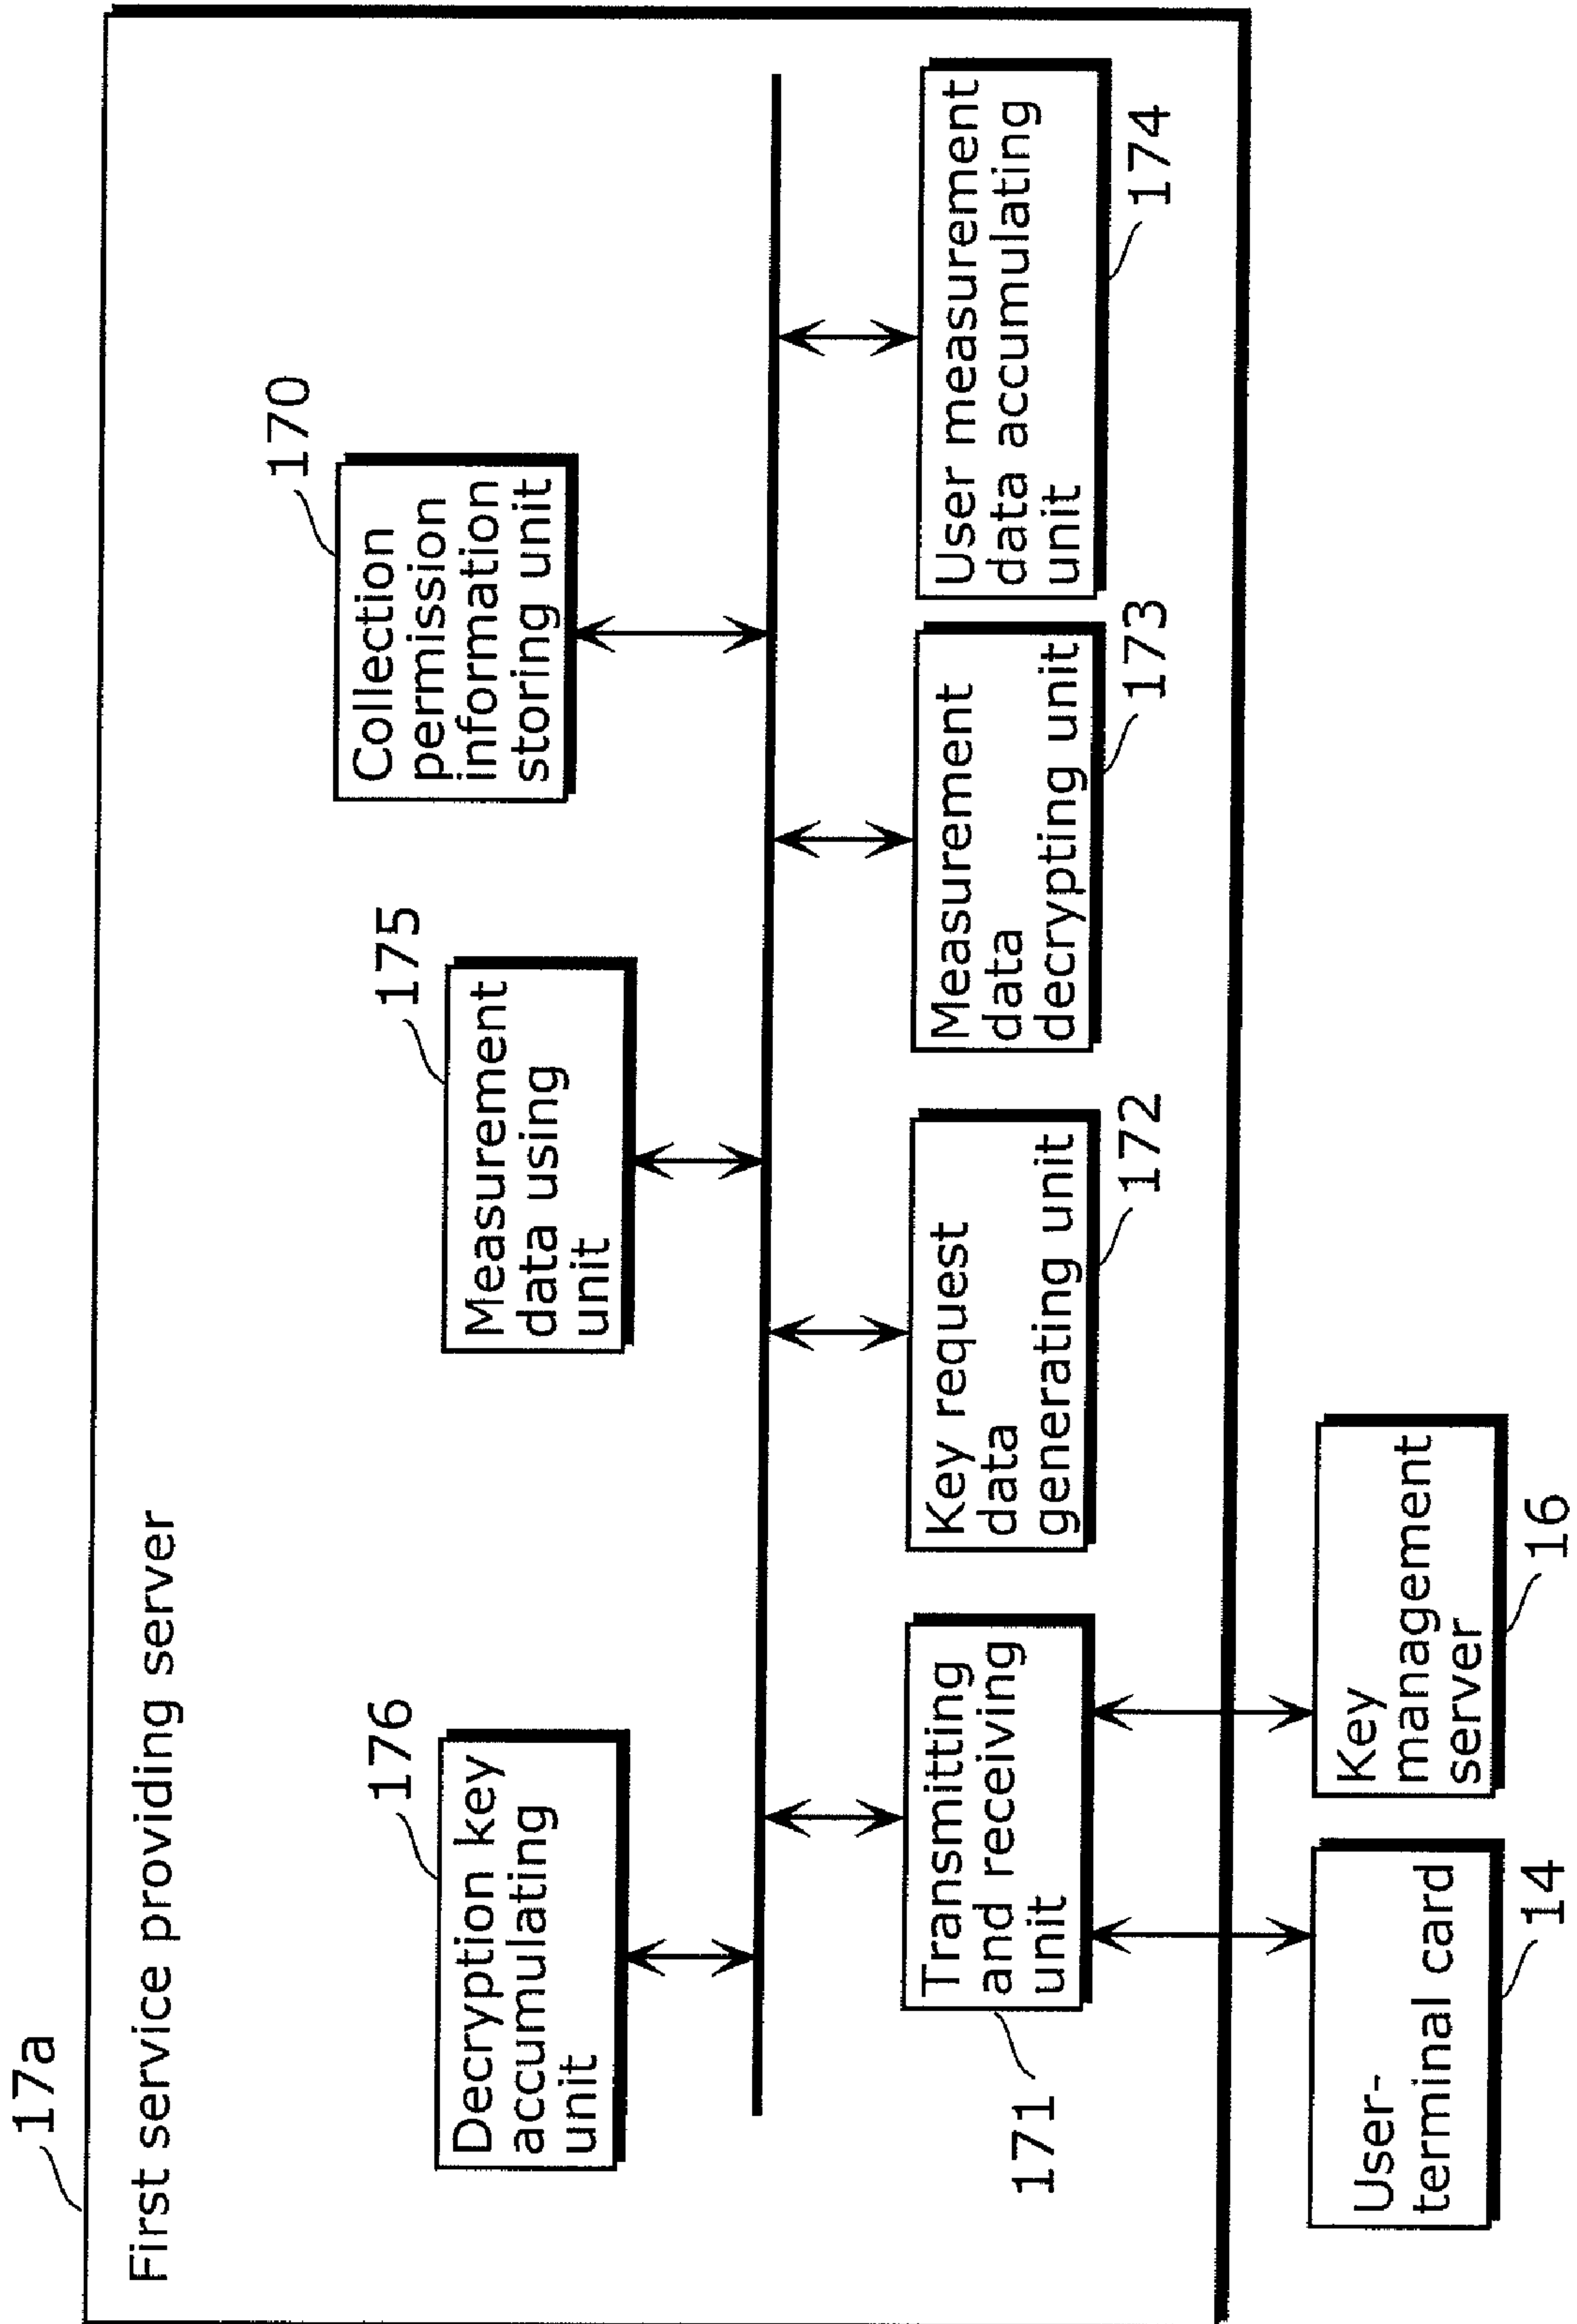 17a
First service providing server
176
Decryption key
accumulating
unit
175
Measurement
data using
unit
170
Collection
permission
information
storing unit
Transmitting
and receiving
unit
171
Key request
data
generating unit
172
Measurement
data
decrypting unit
173
User measurement
data accumulating
unit
174
User-
terminal card
14
Key
management
server
16